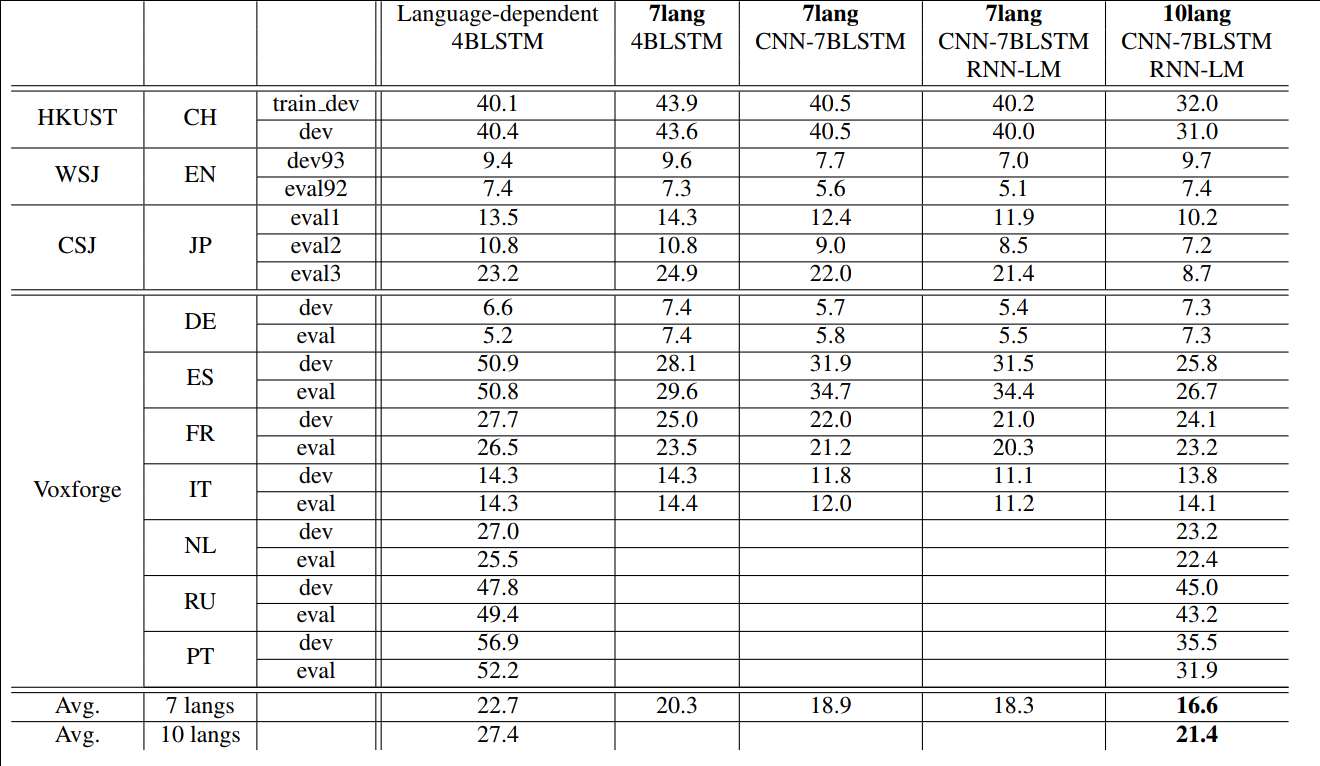 Language-dependent 7lang 7lang 7lang 10lang
4BLSTM 4BLSTM CNN-7BLSTM CNN-7BLSTM CNN-7BLSTM
RNN-LM RNN-LM
HKUST CH train_dev 40.1 43.9 40.5 40.2 32.0
dev 40.4 43.6 40.5 40.0 31.0
WSJ EN dev93 9.4 9.6 7.7 7.0 9.7
eval92 7.4 7.3 5.6 5.1 7.4
CSJ JP eval1 13.5 14.3 12.4 11.9 10.2
eval2 10.8 10.8 9.0 8.5 7.2
eval3 23.2 24.9 22.0 21.4 8.7
Voxforge DE dev 6.6 7.4 5.7 5.4 7.3
eval 5.2 7.4 5.8 5.5 7.3
ES dev 50.9 28.1 31.9 31.5 25.8
eval 50.8 29.6 34.7 34.4 26.7
FR dev 27.7 25.0 22.0 21.0 24.1
eval 26.5 23.5 21.2 20.3 23.2
IT dev 14.3 14.3 11.8 11.1 13.8
eval 14.3 14.4 12.0 11.2 14.1
NL dev 27.0 23.2
eval 25.5 22.4
RU dev 47.8 45.0
eval 49.4 43.2
PT dev 56.9 35.5
eval 52.2 31.9
Avg. 7 langs 22.7 20.3 18.9 18.3 16.6
Avg. 10 langs 27.4 21.4